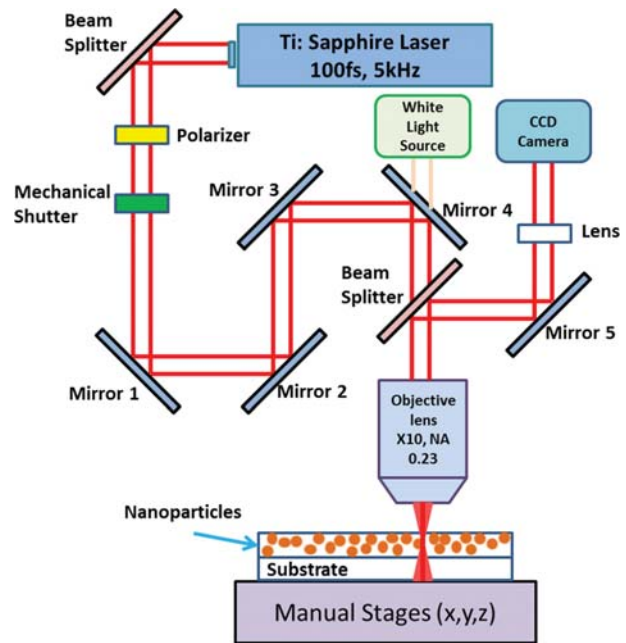 Beam
Splitter
Ti: Sapphire Laser
100fs, 5kHz
White
Light
Source
CCD
Camera
Polarizer
Mechanical
Shutter
Mirror 3
Mirror 4
Lens
Beam
Splitter
Mirror 5
Mirror 1
Mirror 2
Objective
lens
X10, NA
0.23
Nanoparticles
Substrate
Manual Stages (x,y,z)